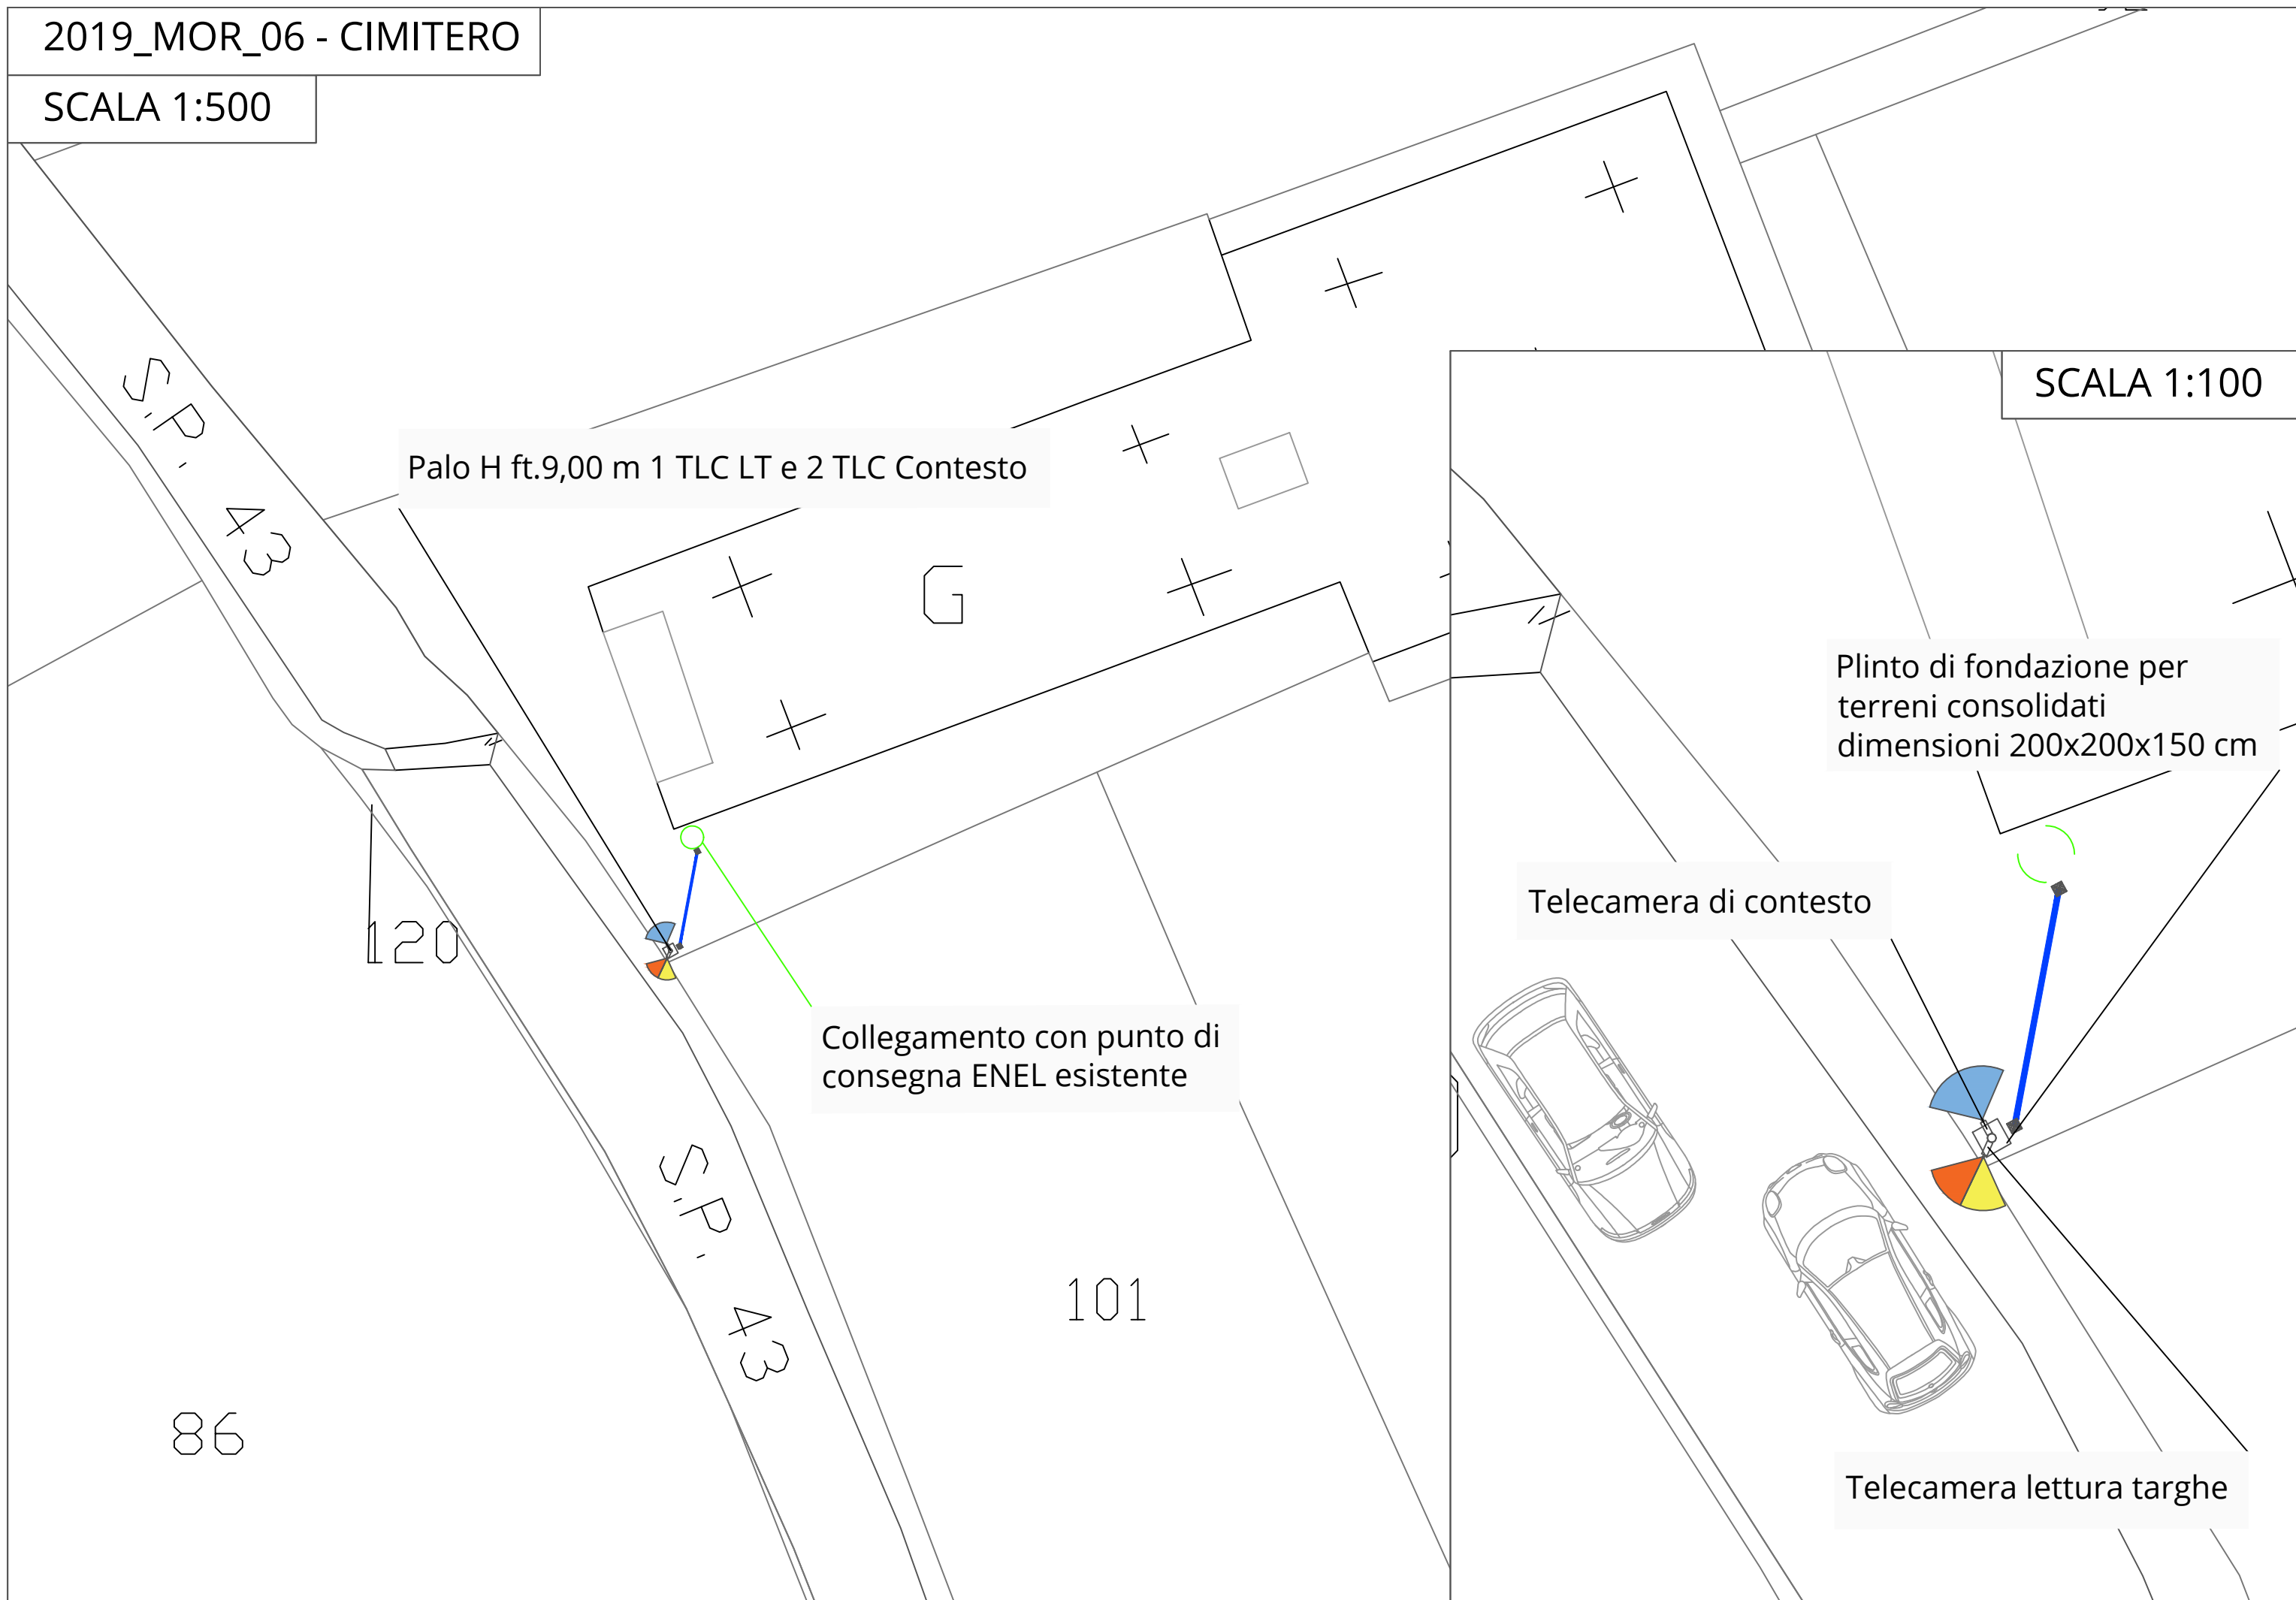 2019_MOR_06 - CIMITERO
SCALA 1:500
SCALA 1:100
S.P. 43
Palo H ft.9,00 m 1 TLC LT e 2 TLC Contesto
G
Plinto di fondazione per
terreni consolidati
dimensioni 200x200x150 cm
Telecamera di contesto
120
Collegamento con punto di
consegna ENEL esistente
S.P. 43
101
86
Telecamera lettura targhe